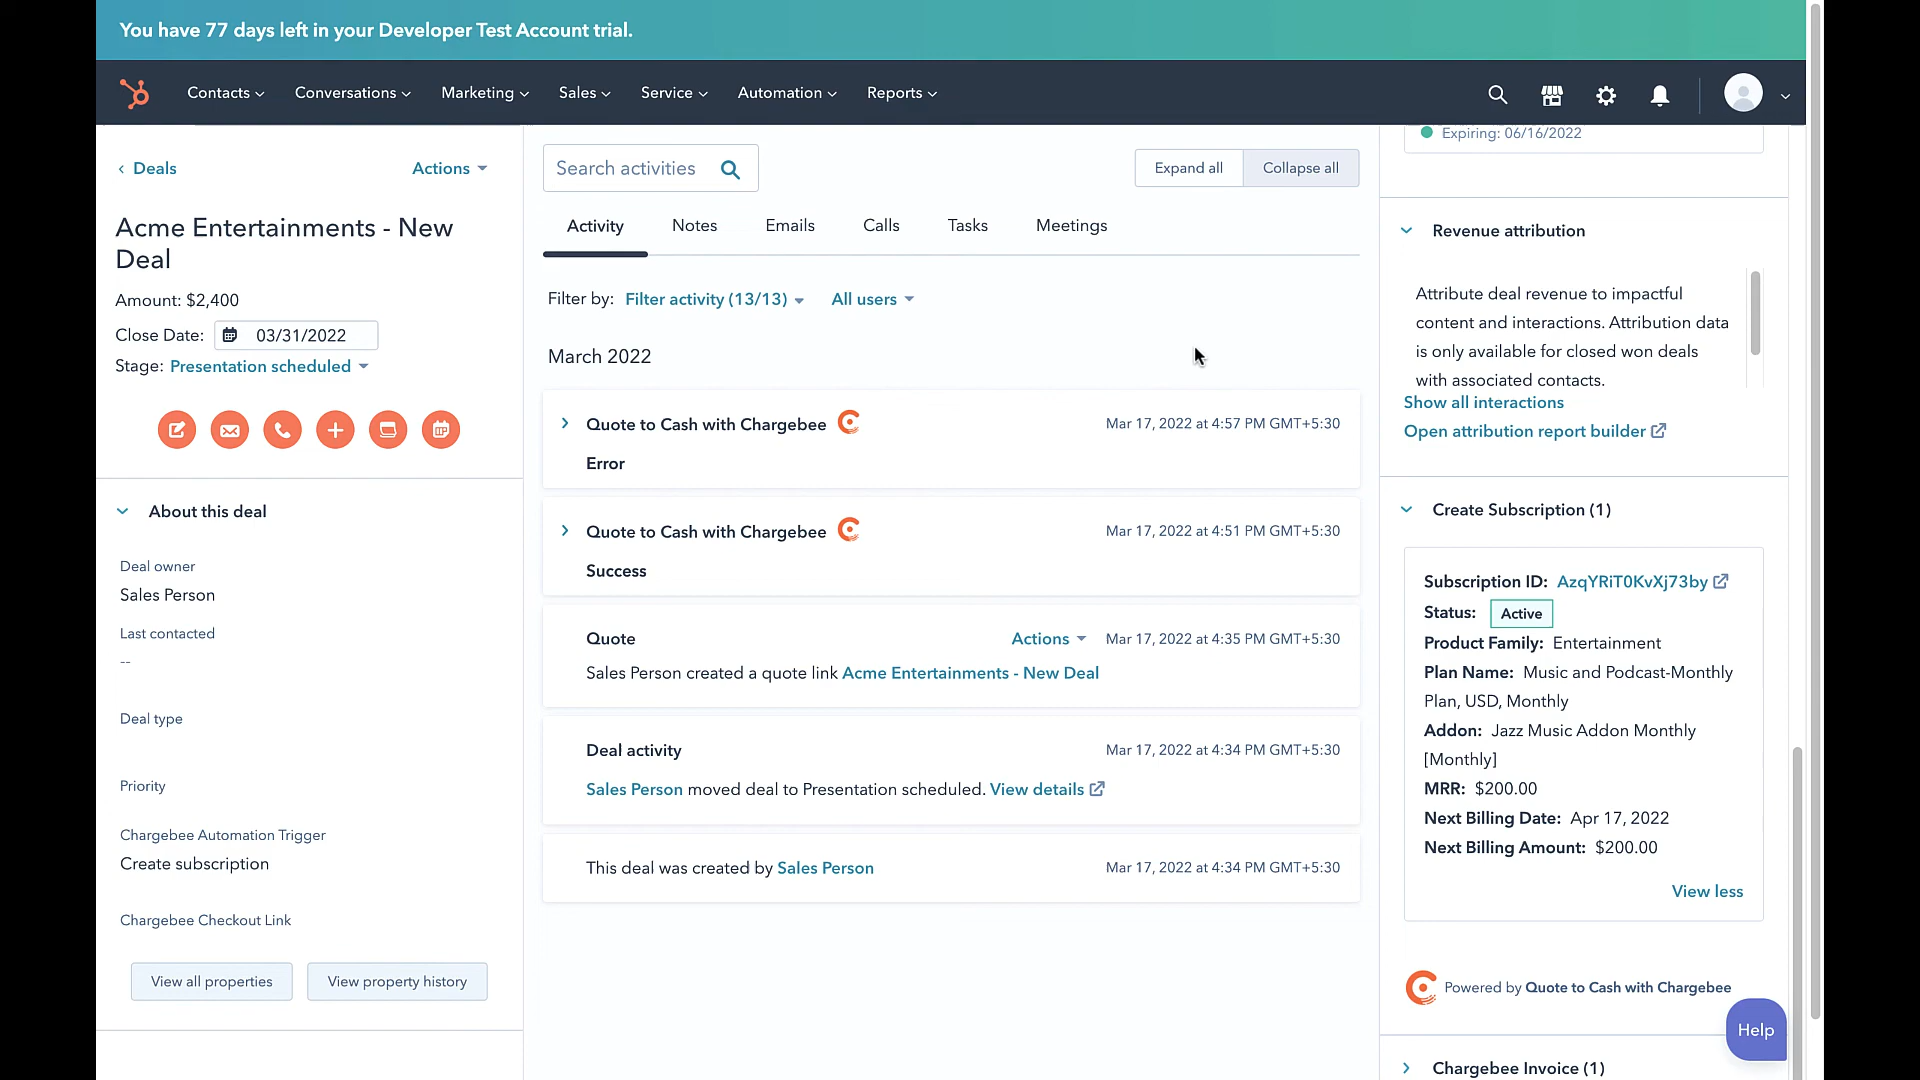 You have 77 days left in your Developer Test Account trial.
Contacts Conversations Marketing Sales Service Automation Reports
Deals Actions
Acme Entertainments - New
Deal
Amount: $2,400
Close Date: 03/31/2022
Stage: Presentation scheduled
About this deal
Deal owner
Sales Person
Last contacted
--
Deal type
Priority
Chargebee Automation Trigger
Create subscription
Chargebee Checkout Link
View all properties View property history
Search activities Expand all Collapse all
Activity Notes Emails Calls Tasks Meetings
Filter by: Filter activity (13/13) All users
March 2022
Quote to Cash with Chargebee Mar 17, 2022 at 4:57 PM GMT+5:30
Error
Quote to Cash with Chargebee Mar 17, 2022 at 4:51 PM GMT+5:30
Success
Quote Actions Mar 17, 2022 at 4:35 PM GMT+5:30
Sales Person created a quote link Acme Entertainments - New Deal
Deal activity Mar 17, 2022 at 4:34 PM GMT+5:30
Sales Person moved deal to Presentation scheduled. View details
This deal was created by Sales Person Mar 17, 2022 at 4:34 PM GMT+5:30
Expiring: 06/16/2022
Revenue attribution
Attribute deal revenue to impactful
content and interactions. Attribution data
is only available for closed won deals
with associated contacts.
Show all interactions
Open attribution report builder
Create Subscription (1)
Subscription ID: AzqYRiT0KvXj73by
Status: Active
Product Family: Entertainment
Plan Name: Music and Podcast-Monthly
Plan, USD, Monthly
Addon: Jazz Music Addon Monthly
[Monthly]
MRR: $200.00
Next Billing Date: Apr 17, 2022
Next Billing Amount: $200.00
View less
Powered by Quote to Cash with Chargebee
Help
Chargebee Invoice (1)